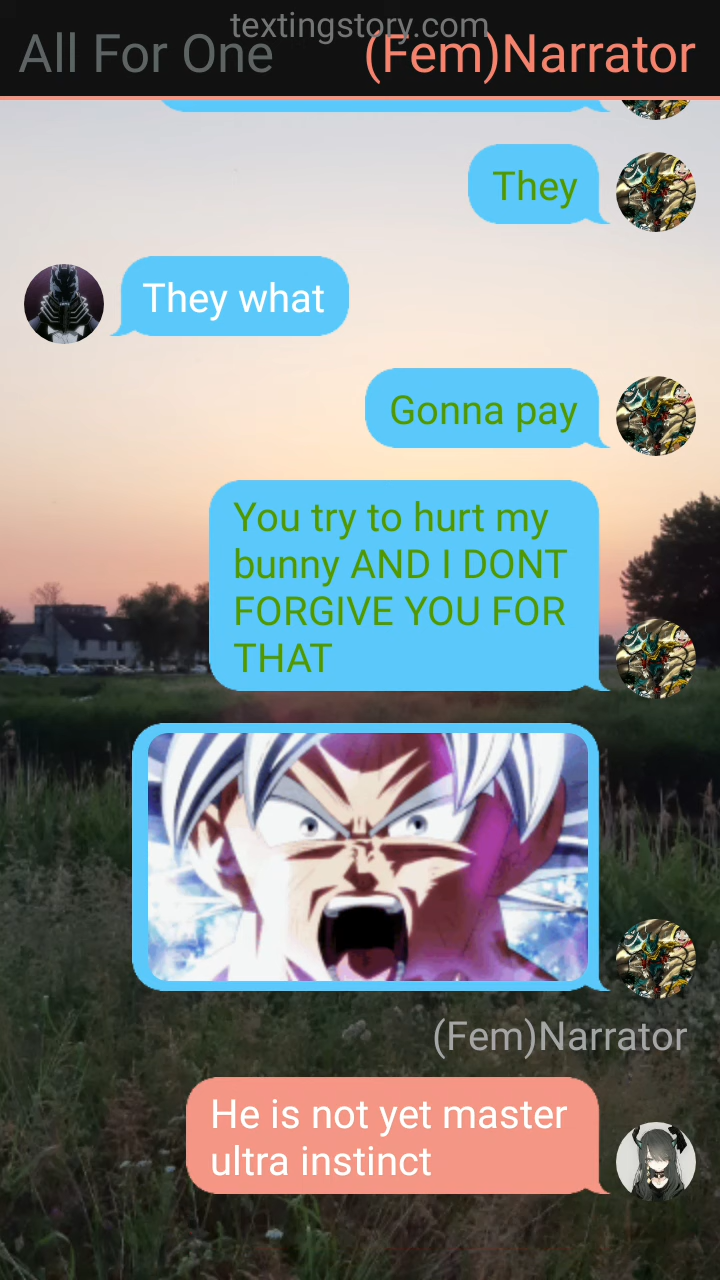 textingstory.com
All For One
(Fem)Narrator
They
They what
Gonna pay
You try to hurt my
bunny AND I DONT
FORGIVE YOU FOR
THAT
(Fem)Narrator
He is not yet master
ultra instinct